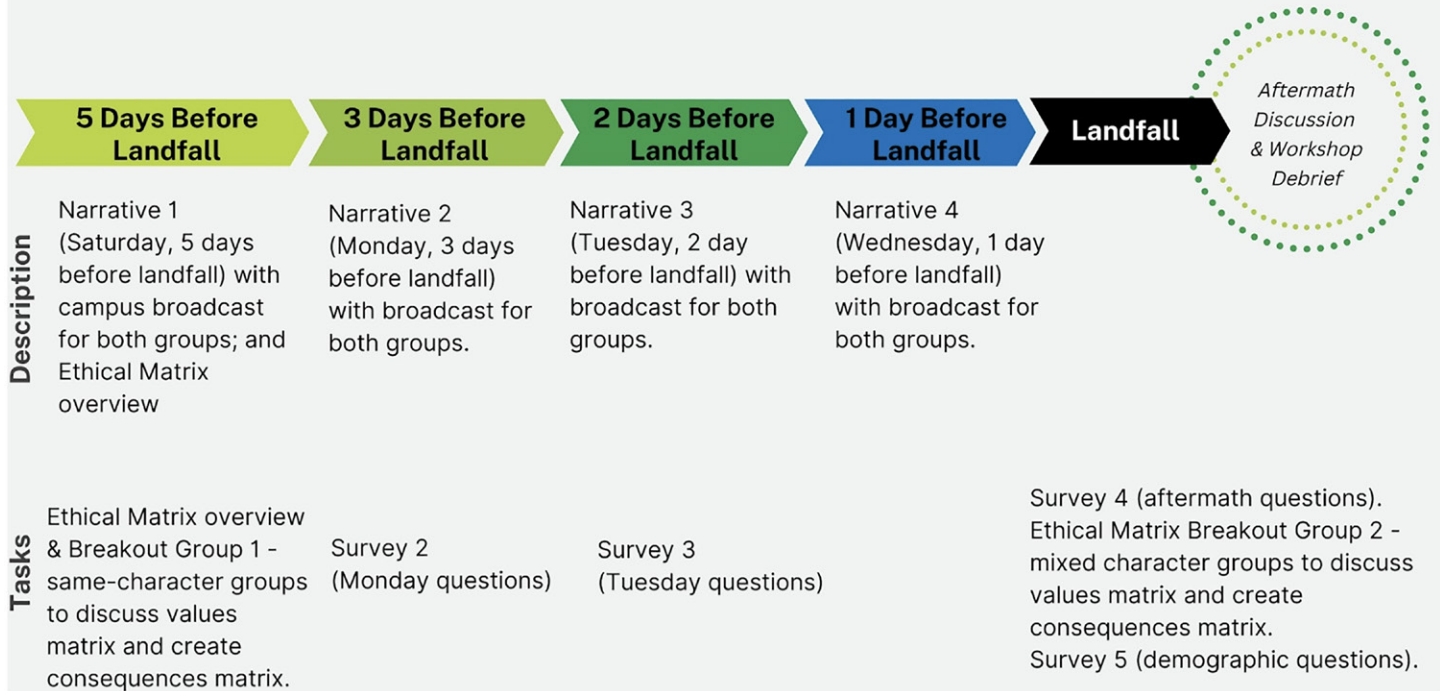 5 Days Before
Landfall
3 Days Before
Landfall
2 Days Before
Landfall
1 Day Before
Landfall
Landfall
Aftermath
Discussion
& Workshop
Debrief
Description
Narrative 1
(Saturday, 5 days
before landfall) with
campus broadcast
for both groups; and
Ethical Matrix
overview
Narrative 2
(Monday, 3 days
before landfall)
with broadcast for
both groups.
Narrative 3
(Tuesday, 2 day
before landfall) with
broadcast for both
groups.
Narrative 4
(Wednesday, 1 day
before landfall)
with broadcast for
both groups.
Tasks
Ethical Matrix overview
& Breakout Group 1 -
same-character groups
to discuss values
matrix and create
consequences matrix.
Survey 2
(Monday questions)
Survey 3
(Tuesday questions)
Survey 4 (aftermath questions).
Ethical Matrix Breakout Group 2 -
mixed character groups to discuss
values matrix and create
consequences matrix.
Survey 5 (demographic questions).